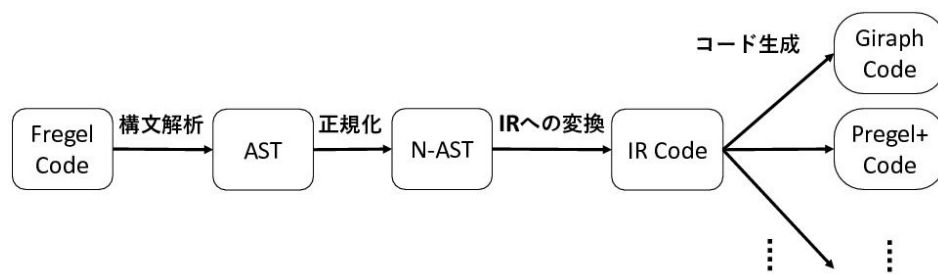 コード生成
Giraph
Code
Fregel
Code
構文解析
AST
正規化
N-AST
IRへの変換
IR Code
Pregel+
Code